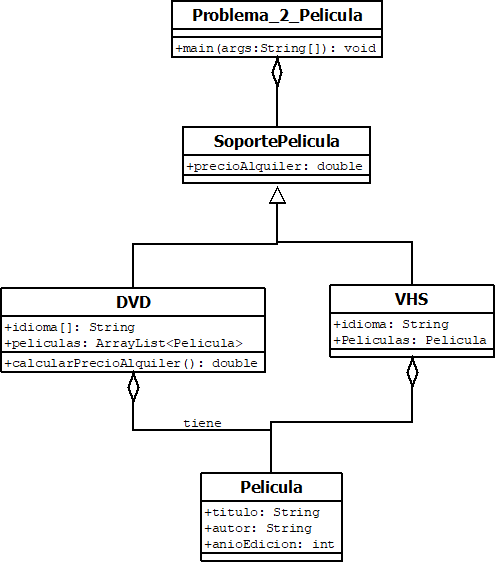 Problema_2_Pelicula
+main(args:String[]): void
SoportePelicula
+precioAlquiler: double
DVD
+idioma[]: String
+peliculas: ArrayList<Pelicula>
+calcularPrecioAlquiler(): double
VHS
+idioma: String
+Peliculas: Pelicula
tiene
Pelicula
+titulo: String
+autor: String
+anioEdicion: int